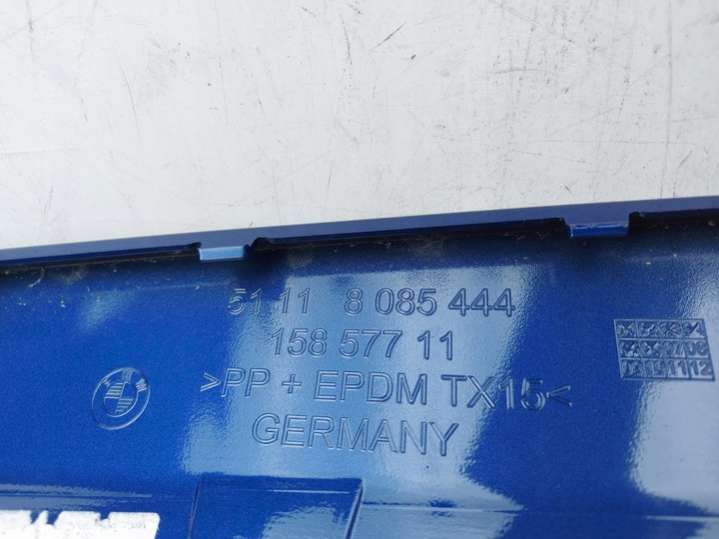 51 11 8 085 444
158 577 11
>PP + EPDM TX15<
GERMANY